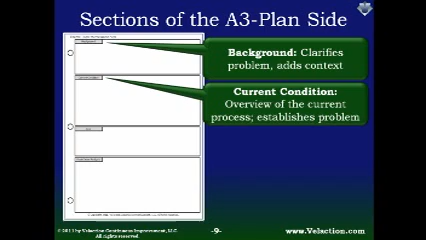 Sections of the A3-Plan Side
Background: Clarifies
problem, adds context
Current Condition:
Overview of the current
process; establishes problem
© 2011 by Velaction Continuous Improvement, LLC.
All rights reserved.
-9-
www.Velaction.com